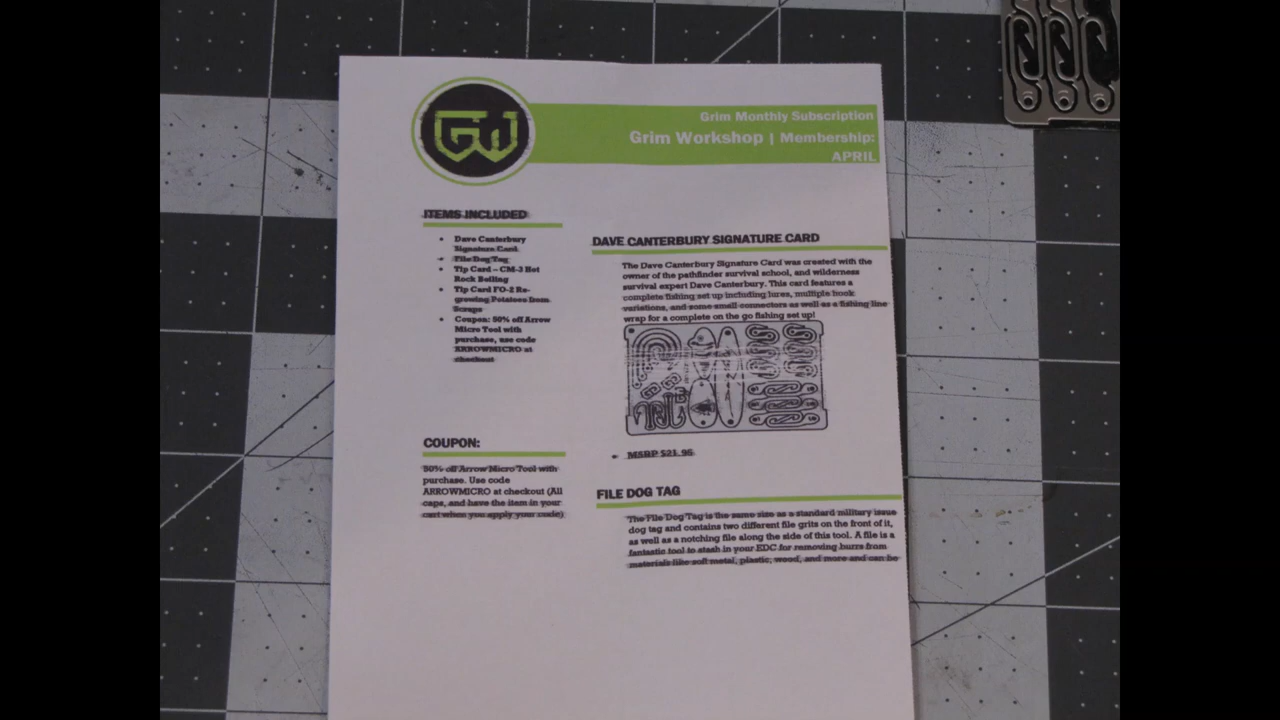 GW
Grim Monthly Subscription
Grim Workshop | Membership:
APRIL
ITEMS INCLUDED
• Dave Canterbury
Signature Card
• File Dog Tag
• Tip Card – CM-3 Hot
Rock Boiling
• Tip Card FO-2 Re-
growing Potatoes from
Scraps
• Coupon: 50% off Arrow
Micro Tool with
purchase, use code
ARROWMICRO at
checkout
COUPON:
50% off Arrow Micro Tool with
purchase. Use code
ARROWMICRO at checkout (All
caps, and have the item in your
cart when you apply your code)
DAVE CANTERBURY SIGNATURE CARD
The Dave Canterbury Signature Card was created with the
owner of the pathfinder survival school, and wilderness
survival expert Dave Canterbury. This card features a
complete fishing set up including lures, multiple hook
variations, and some small connectors as well as a fishing line
wrap for a complete on the go fishing set up!
• MSRP $21.95
FILE DOG TAG
The File Dog Tag is the same size as a standard military issue
dog tag and contains two different file grits on the front of it,
as well as a notching file along the side of this tool. A file is a
fantastic tool to stash in your EDC for removing burrs from
materials like soft metal, plastic, wood, and more and can be